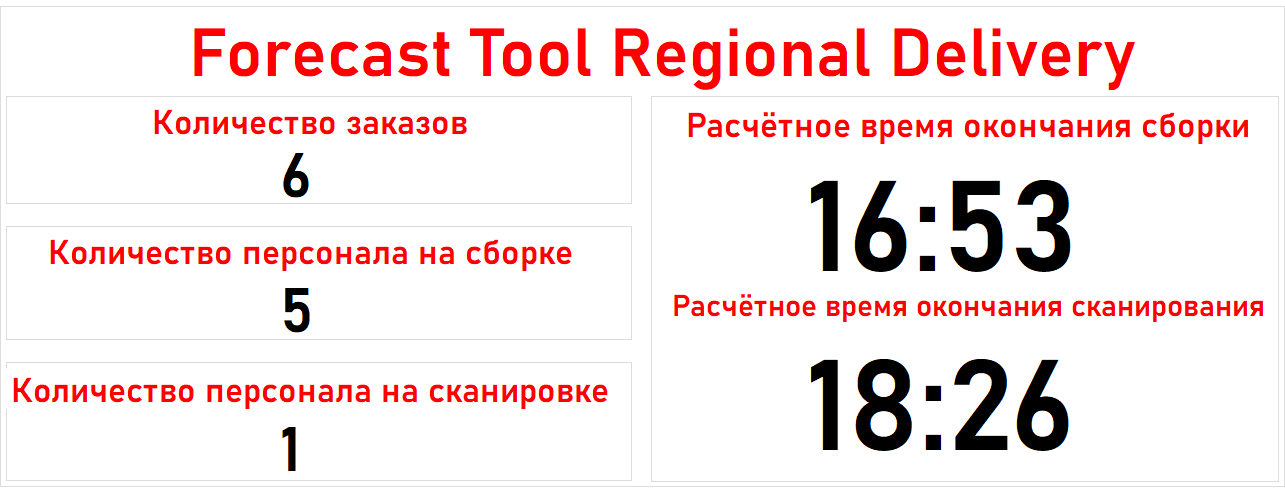 Forecast Tool Regional Delivery
Количество заказов
6
Количество персонала на сборке
5
Количество персонала на сканировке
1
Расчётное время окончания сборки
16:53
Расчётное время окончания сканирования
18:26